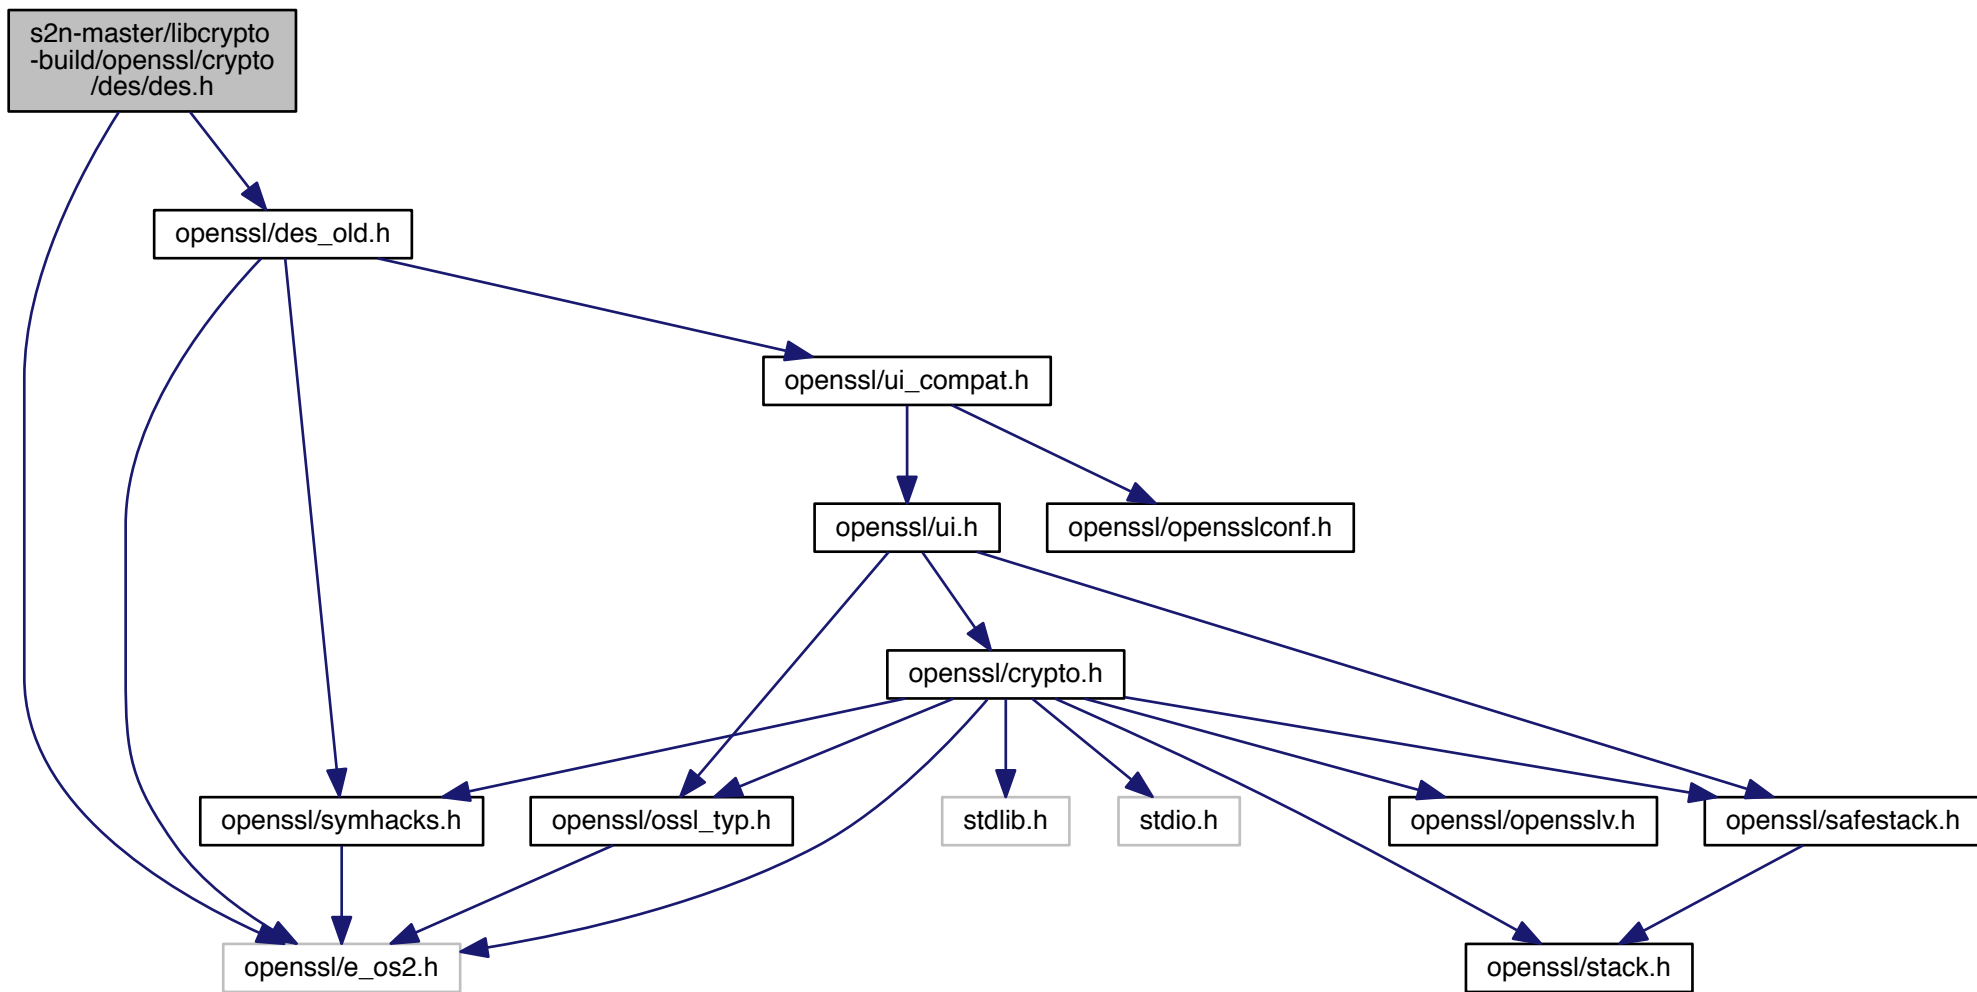 s2n-master/libcrypto
-build/openssl/crypto
/des/des.h
openssl/des_old.h
openssl/ui_compat.h
openssl/ui.h
openssl/opensslconf.h
openssl/crypto.h
openssl/symhacks.h
openssl/ossl_typ.h
stdlib.h
stdio.h
openssl/opensslv.h
openssl/safestack.h
openssl/e_os2.h
openssl/stack.h